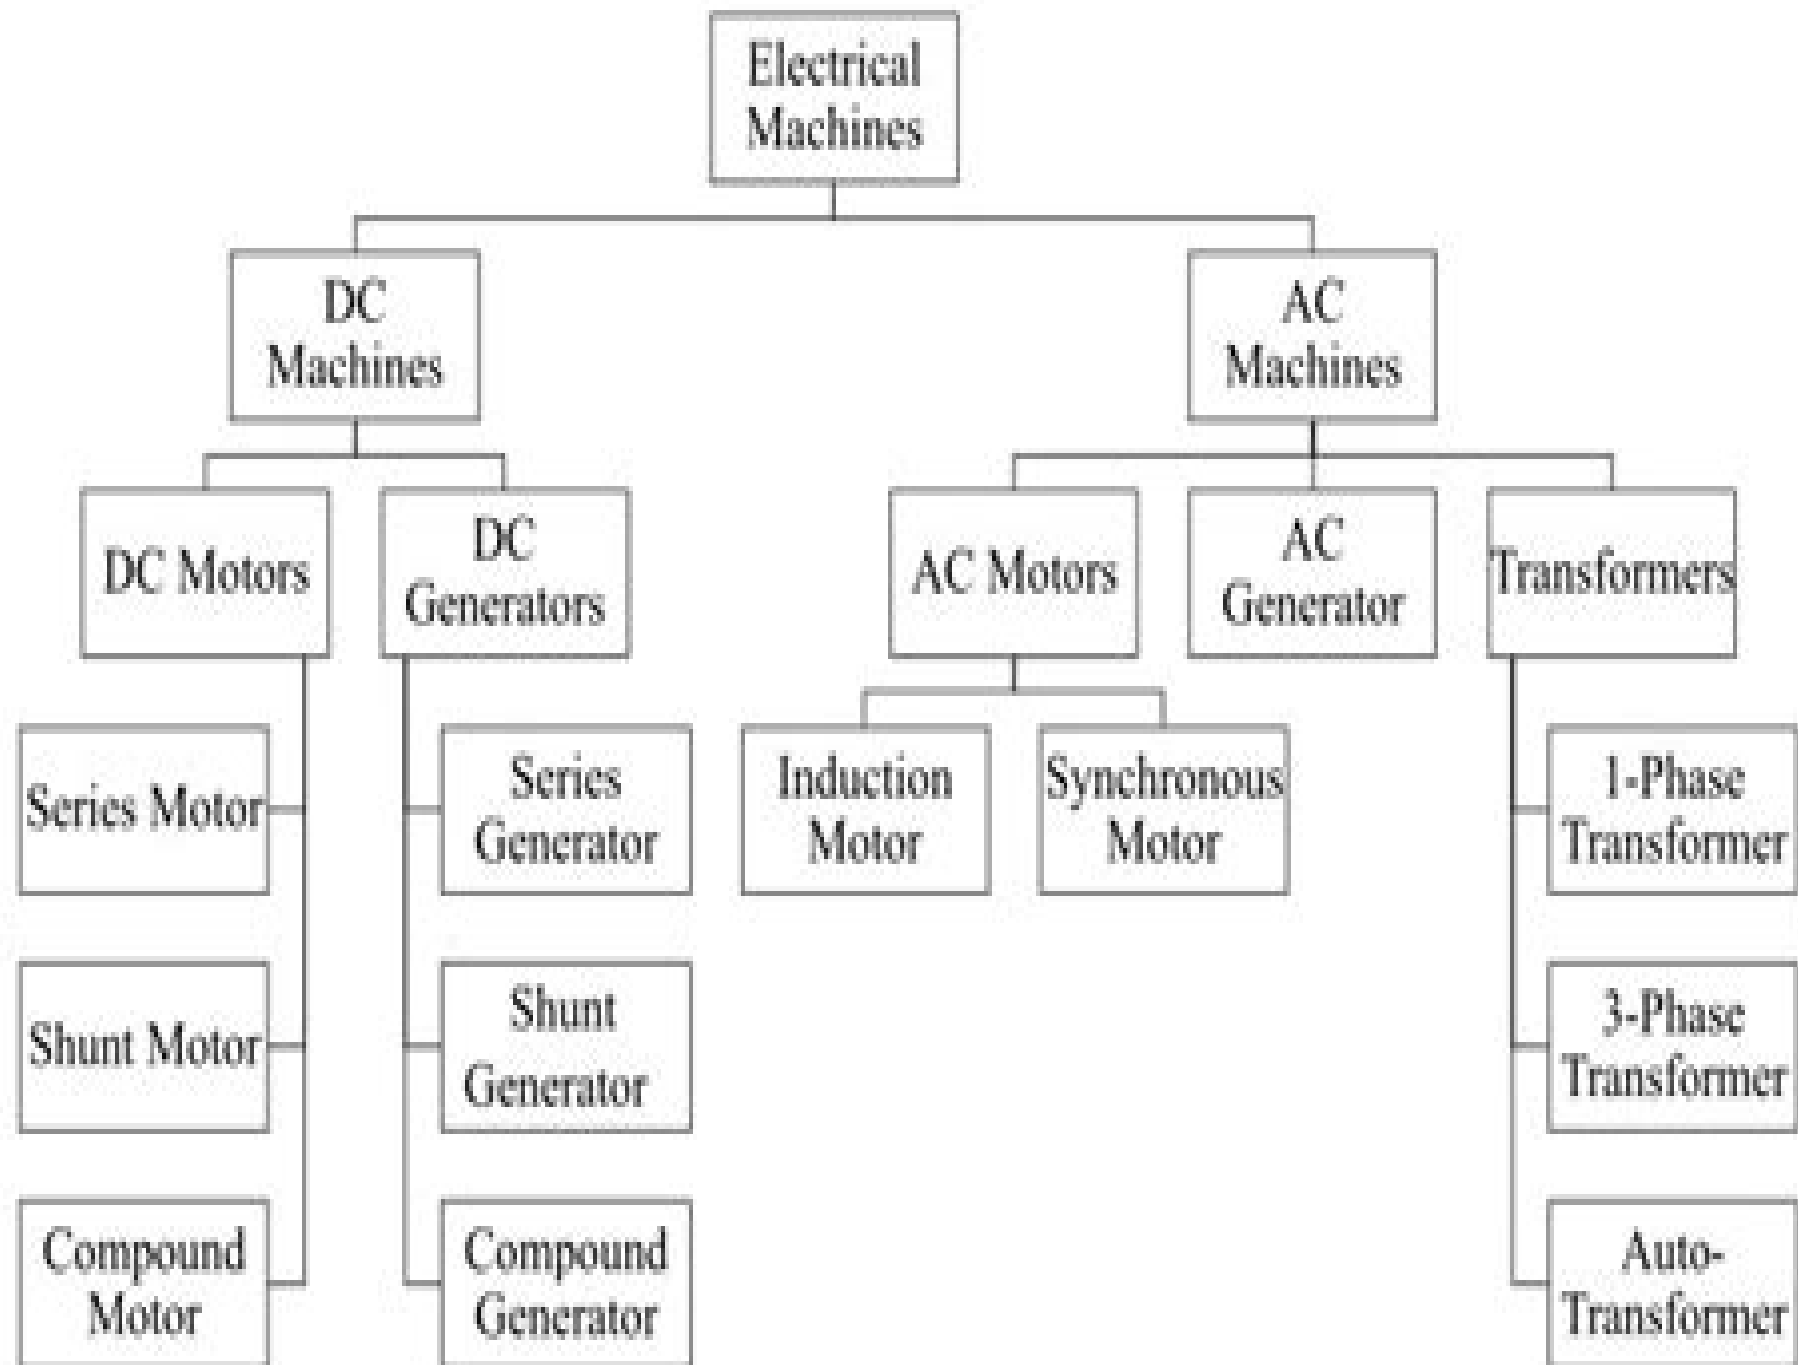 Electrical
Machines
DC
Machines
AC
Machines
DC Motors
DC
Generators
AC Motors
AC
Generator
Transformers
Series Motor
Series
Generator
Induction
Motor
Synchronous
Motor
1-Phase
Transformer
Shunt Motor
Shunt
Generator
3-Phase
Transformer
Compound
Motor
Compound
Generator
Auto-
Transformer